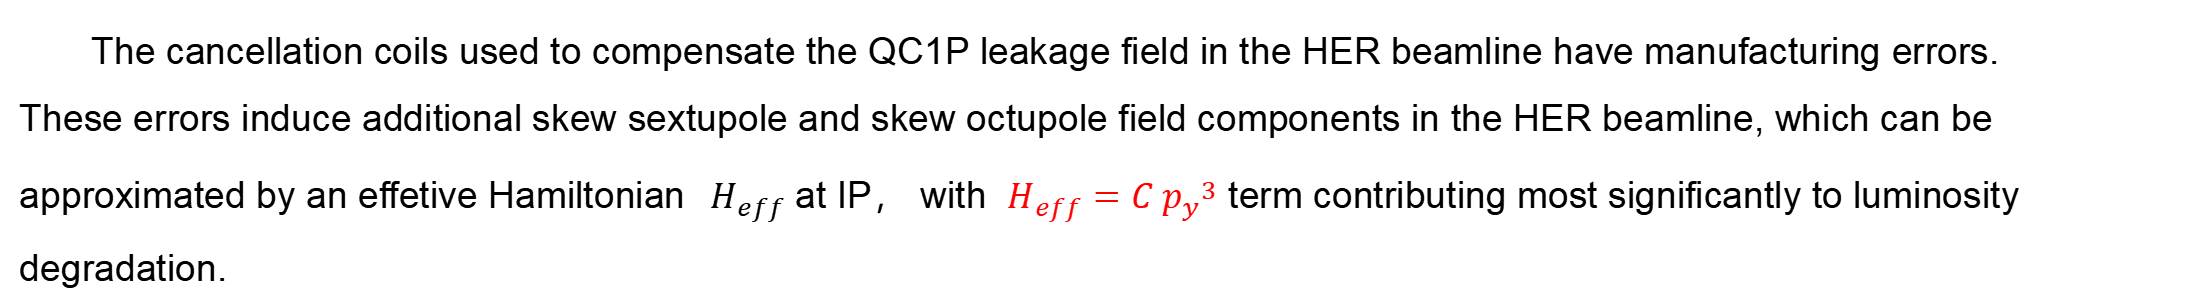 The cancellation coils used to compensate the QC1P leakage field in the HER beamline have manufacturing errors.
These errors induce additional skew sextupole and skew octupole field components in the HER beamline, which can be
approximated by an effetive Hamiltonian H_eff at IP， with H_eff = C p_y^3 term contributing most significantly to luminosity
degradation.